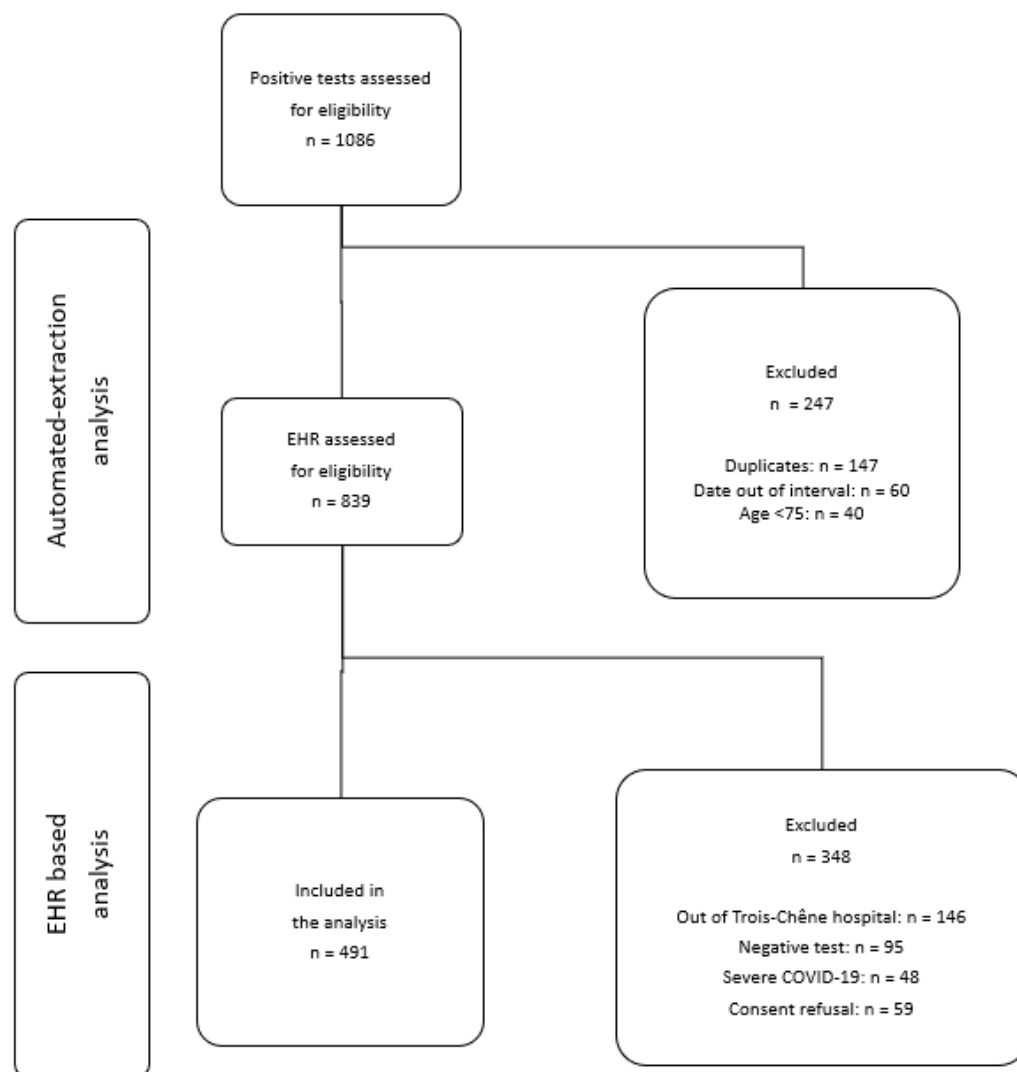 Positive tests assessed
for eligibility
n = 1086
Automated-extraction
analysis
Excluded
n  = 247
Duplicates: n = 147
Date out of interval: n = 60
Age <75: n = 40
EHR assessed
for eligibility
n = 839
EHR based
analysis
Included in
the analysis
n = 491
Excluded
n = 348
Out of Trois-Chêne hospital: n = 146
Negative test: n = 95
Severe COVID-19: n = 48
Consent refusal: n = 59